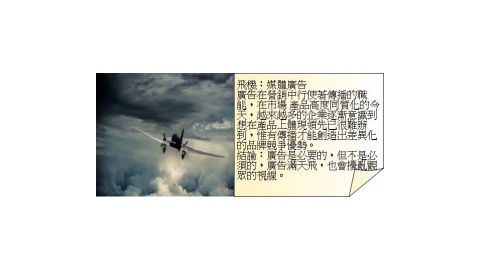 飛機：媒體廣告
廣告在營銷中行使著傳播的職
能，在市場 產品高度同質化的今
天，越來越多的企業逐漸意識到
想在產品上體現領先已很難辦
到，惟有傳播才能創造出差異化
的品牌競爭優勢。
結論：廣告是必要的，但不是必
須的，廣告滿天飛，也會擾亂觀
眾的視線。